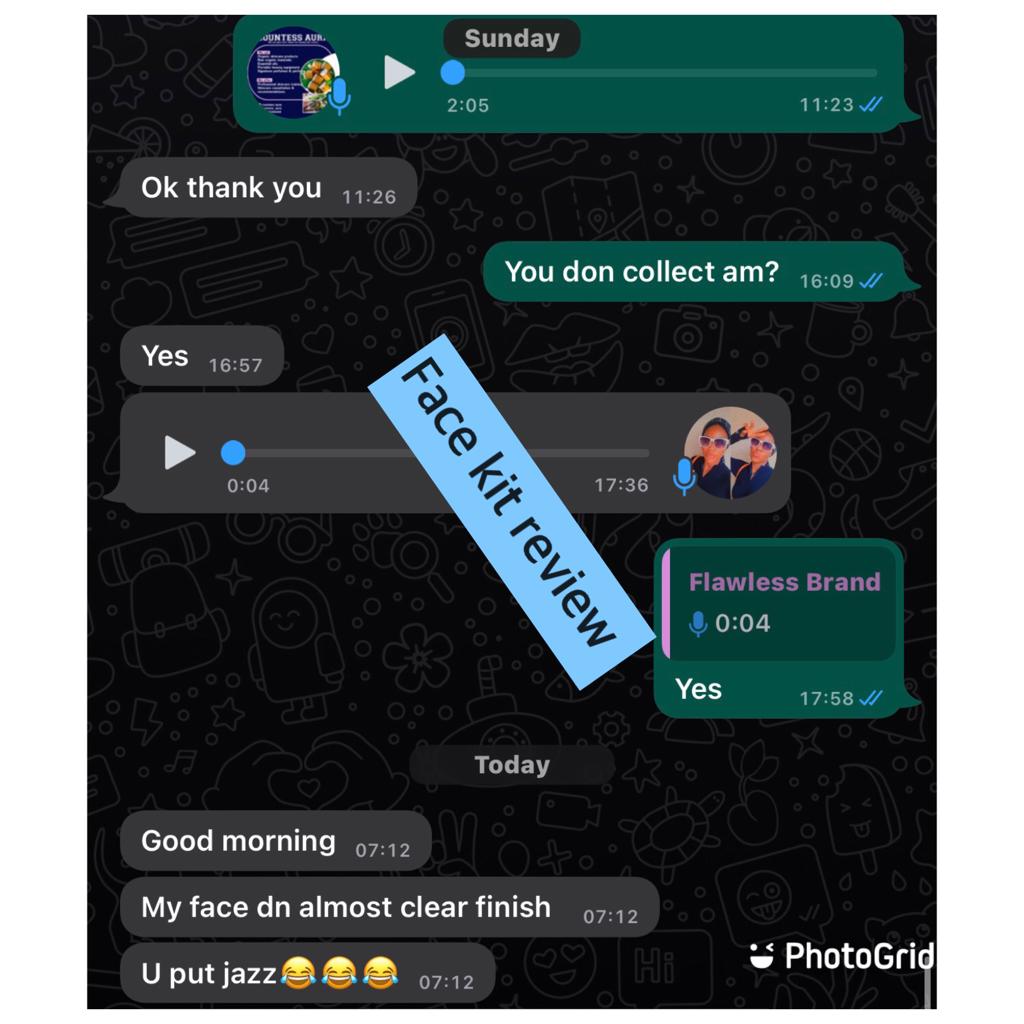 OUNTESS AUR
Sunday
2:05
11:23
Ok thank you 11:26
You don collect am? 16:09
Yes 16:57
0:04
17:36
Face kit review
Flawless Brand
0:04
Yes 17:58
Today
Good morning 07:12
My face dn almost clear finish 07:12
U put jazz😂😂😂 07:12
Hi
PhotoGrid